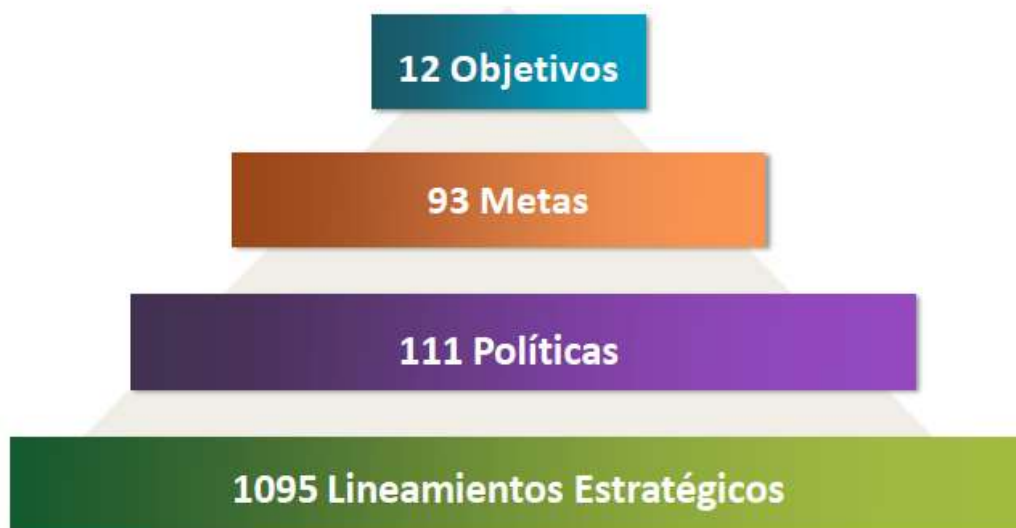 12 Objetivos
93 Metas
111 Políticas
1095 Lineamientos Estratégicos